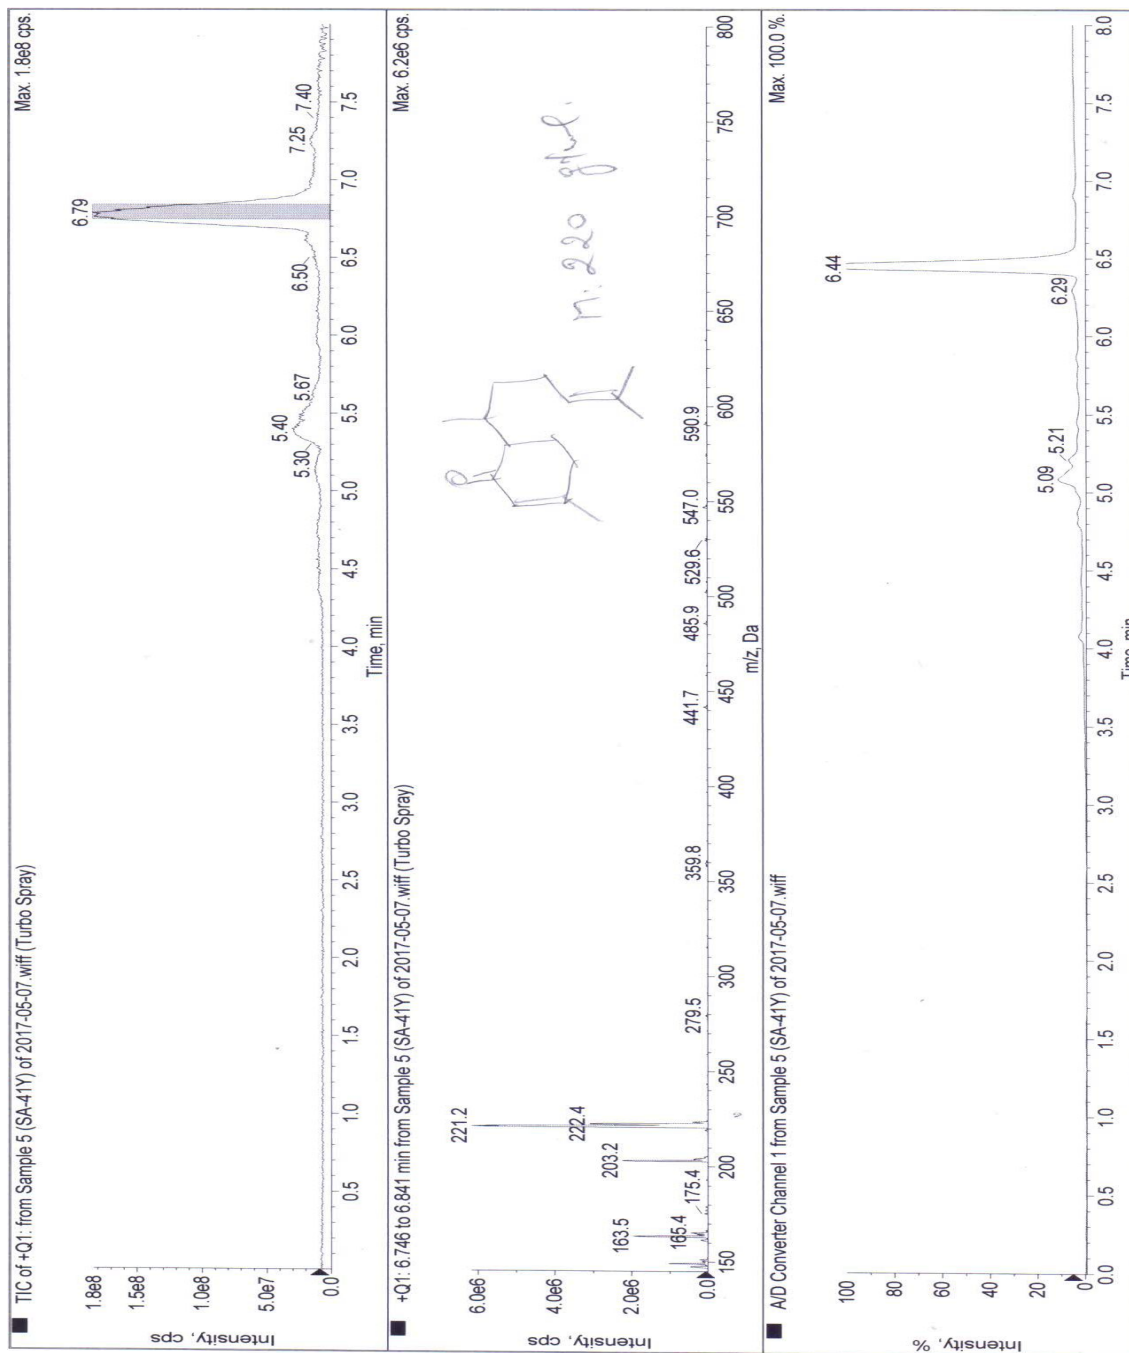 TIC of +Q1: from Sample 5 (SA-41Y) of 2017-05-07.wiff (Turbo Spray)
Max. 1.8e8 cps.
Intensity, cps
1.8e8
1.5e8
1.0e8
5.0e7
0.0
5.30
5.40
5.67
6.50
6.79
7.25
7.40
0.5 1.0 1.5 2.0 2.5 3.0 3.5 4.0 4.5 5.0 5.5 6.0 6.5 7.0 7.5
Time, min
+Q1: 6.746 to 6.841 min from Sample 5 (SA-41Y) of 2017-05-07.wiff (Turbo Spray)
Max. 6.2e6 cps.
Intensity, cps
6.0e6
4.0e6
2.0e6
0.0
163.5
165.4
175.4
203.2
221.2
222.4
279.5
359.8
441.7
485.9
529.6
547.0
590.9
O
M: 220
150 200 250 300 350 400 450 500 550 600 650 700 750 800
m/z, Da
A/D Converter Channel 1 from Sample 5 (SA-41Y) of 2017-05-07.wiff
Max. 100.0 %.
Intensity, %
100
80
60
40
20
0
5.09
5.21
6.29
6.44
0.0 0.5 1.0 1.5 2.0 2.5 3.0 3.5 4.0 4.5 5.0 5.5 6.0 6.5 7.0 7.5 8.0
Time, min